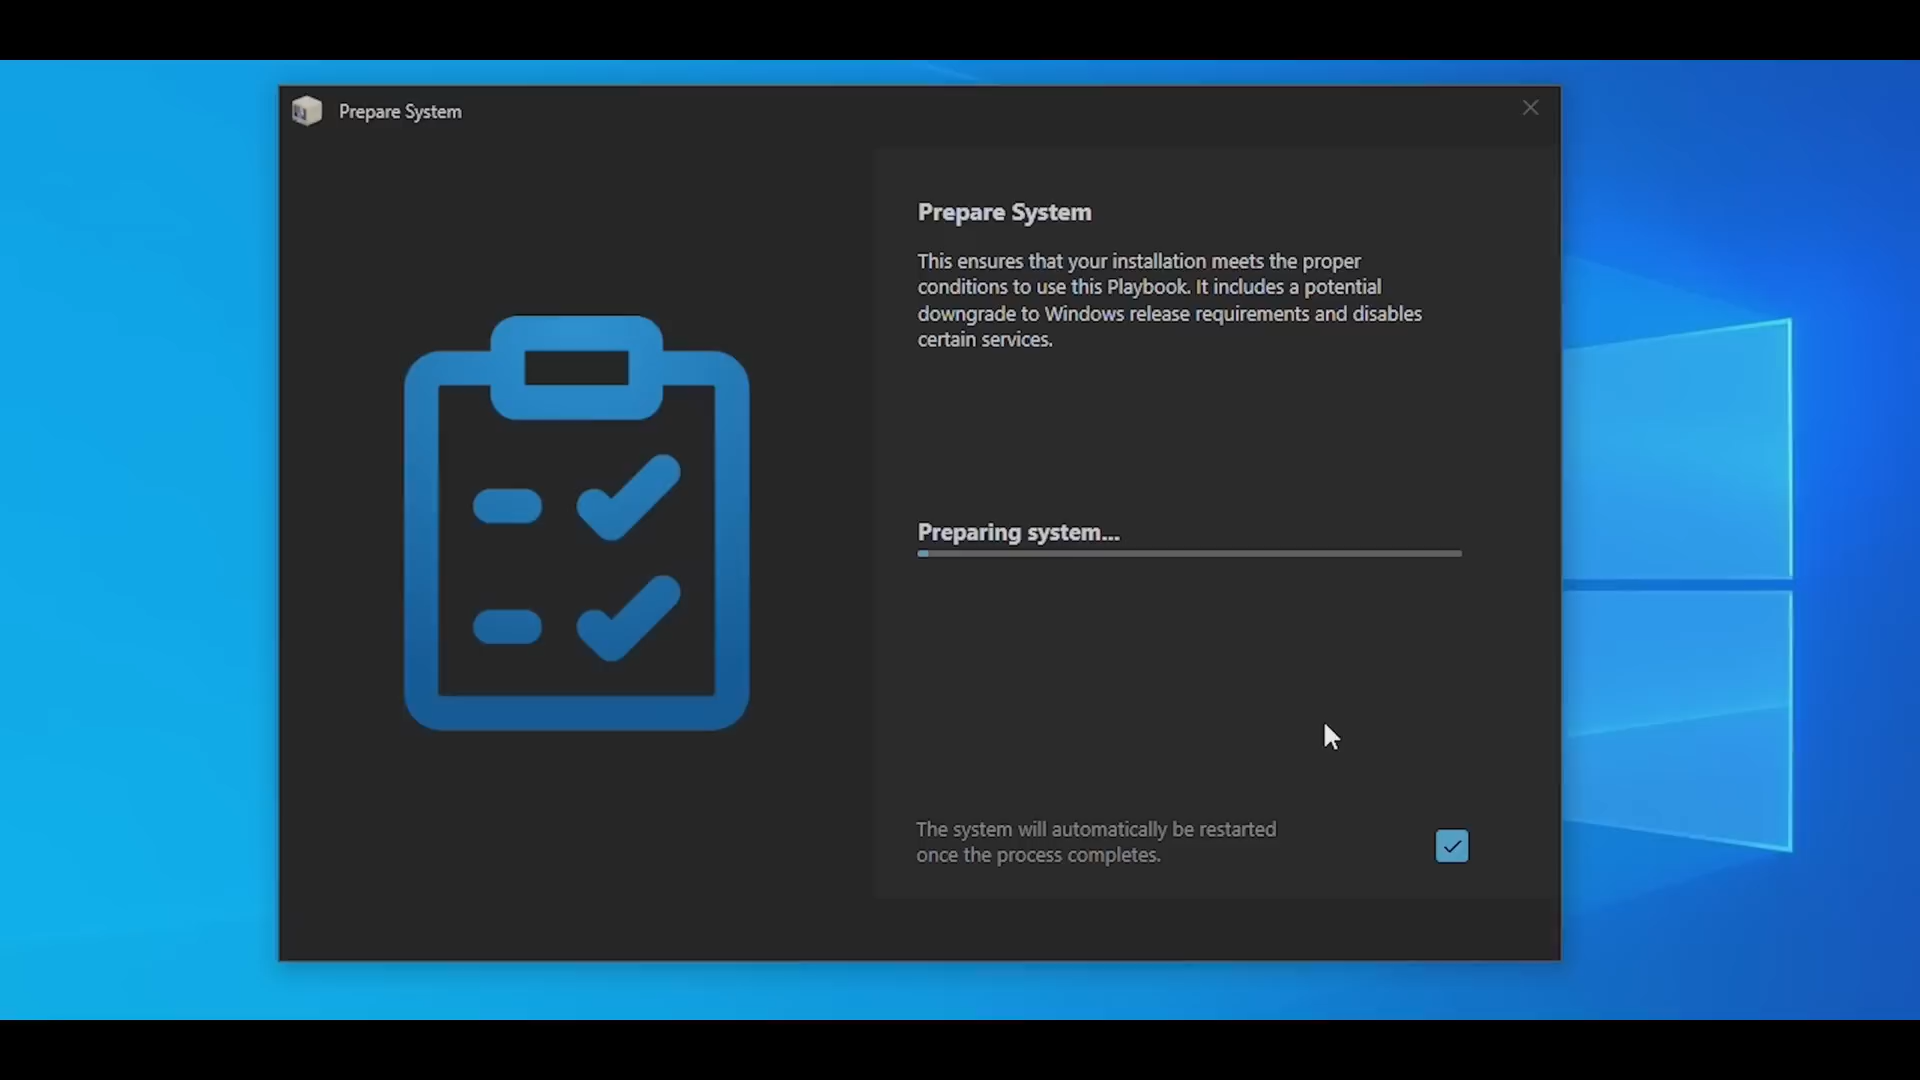 Prepare System
Prepare System
This ensures that your installation meets the proper
conditions to use this Playbook. It includes a potential
downgrade to Windows release requirements and disables
certain services.
Preparing system...
The system will automatically be restarted
once the process completes.